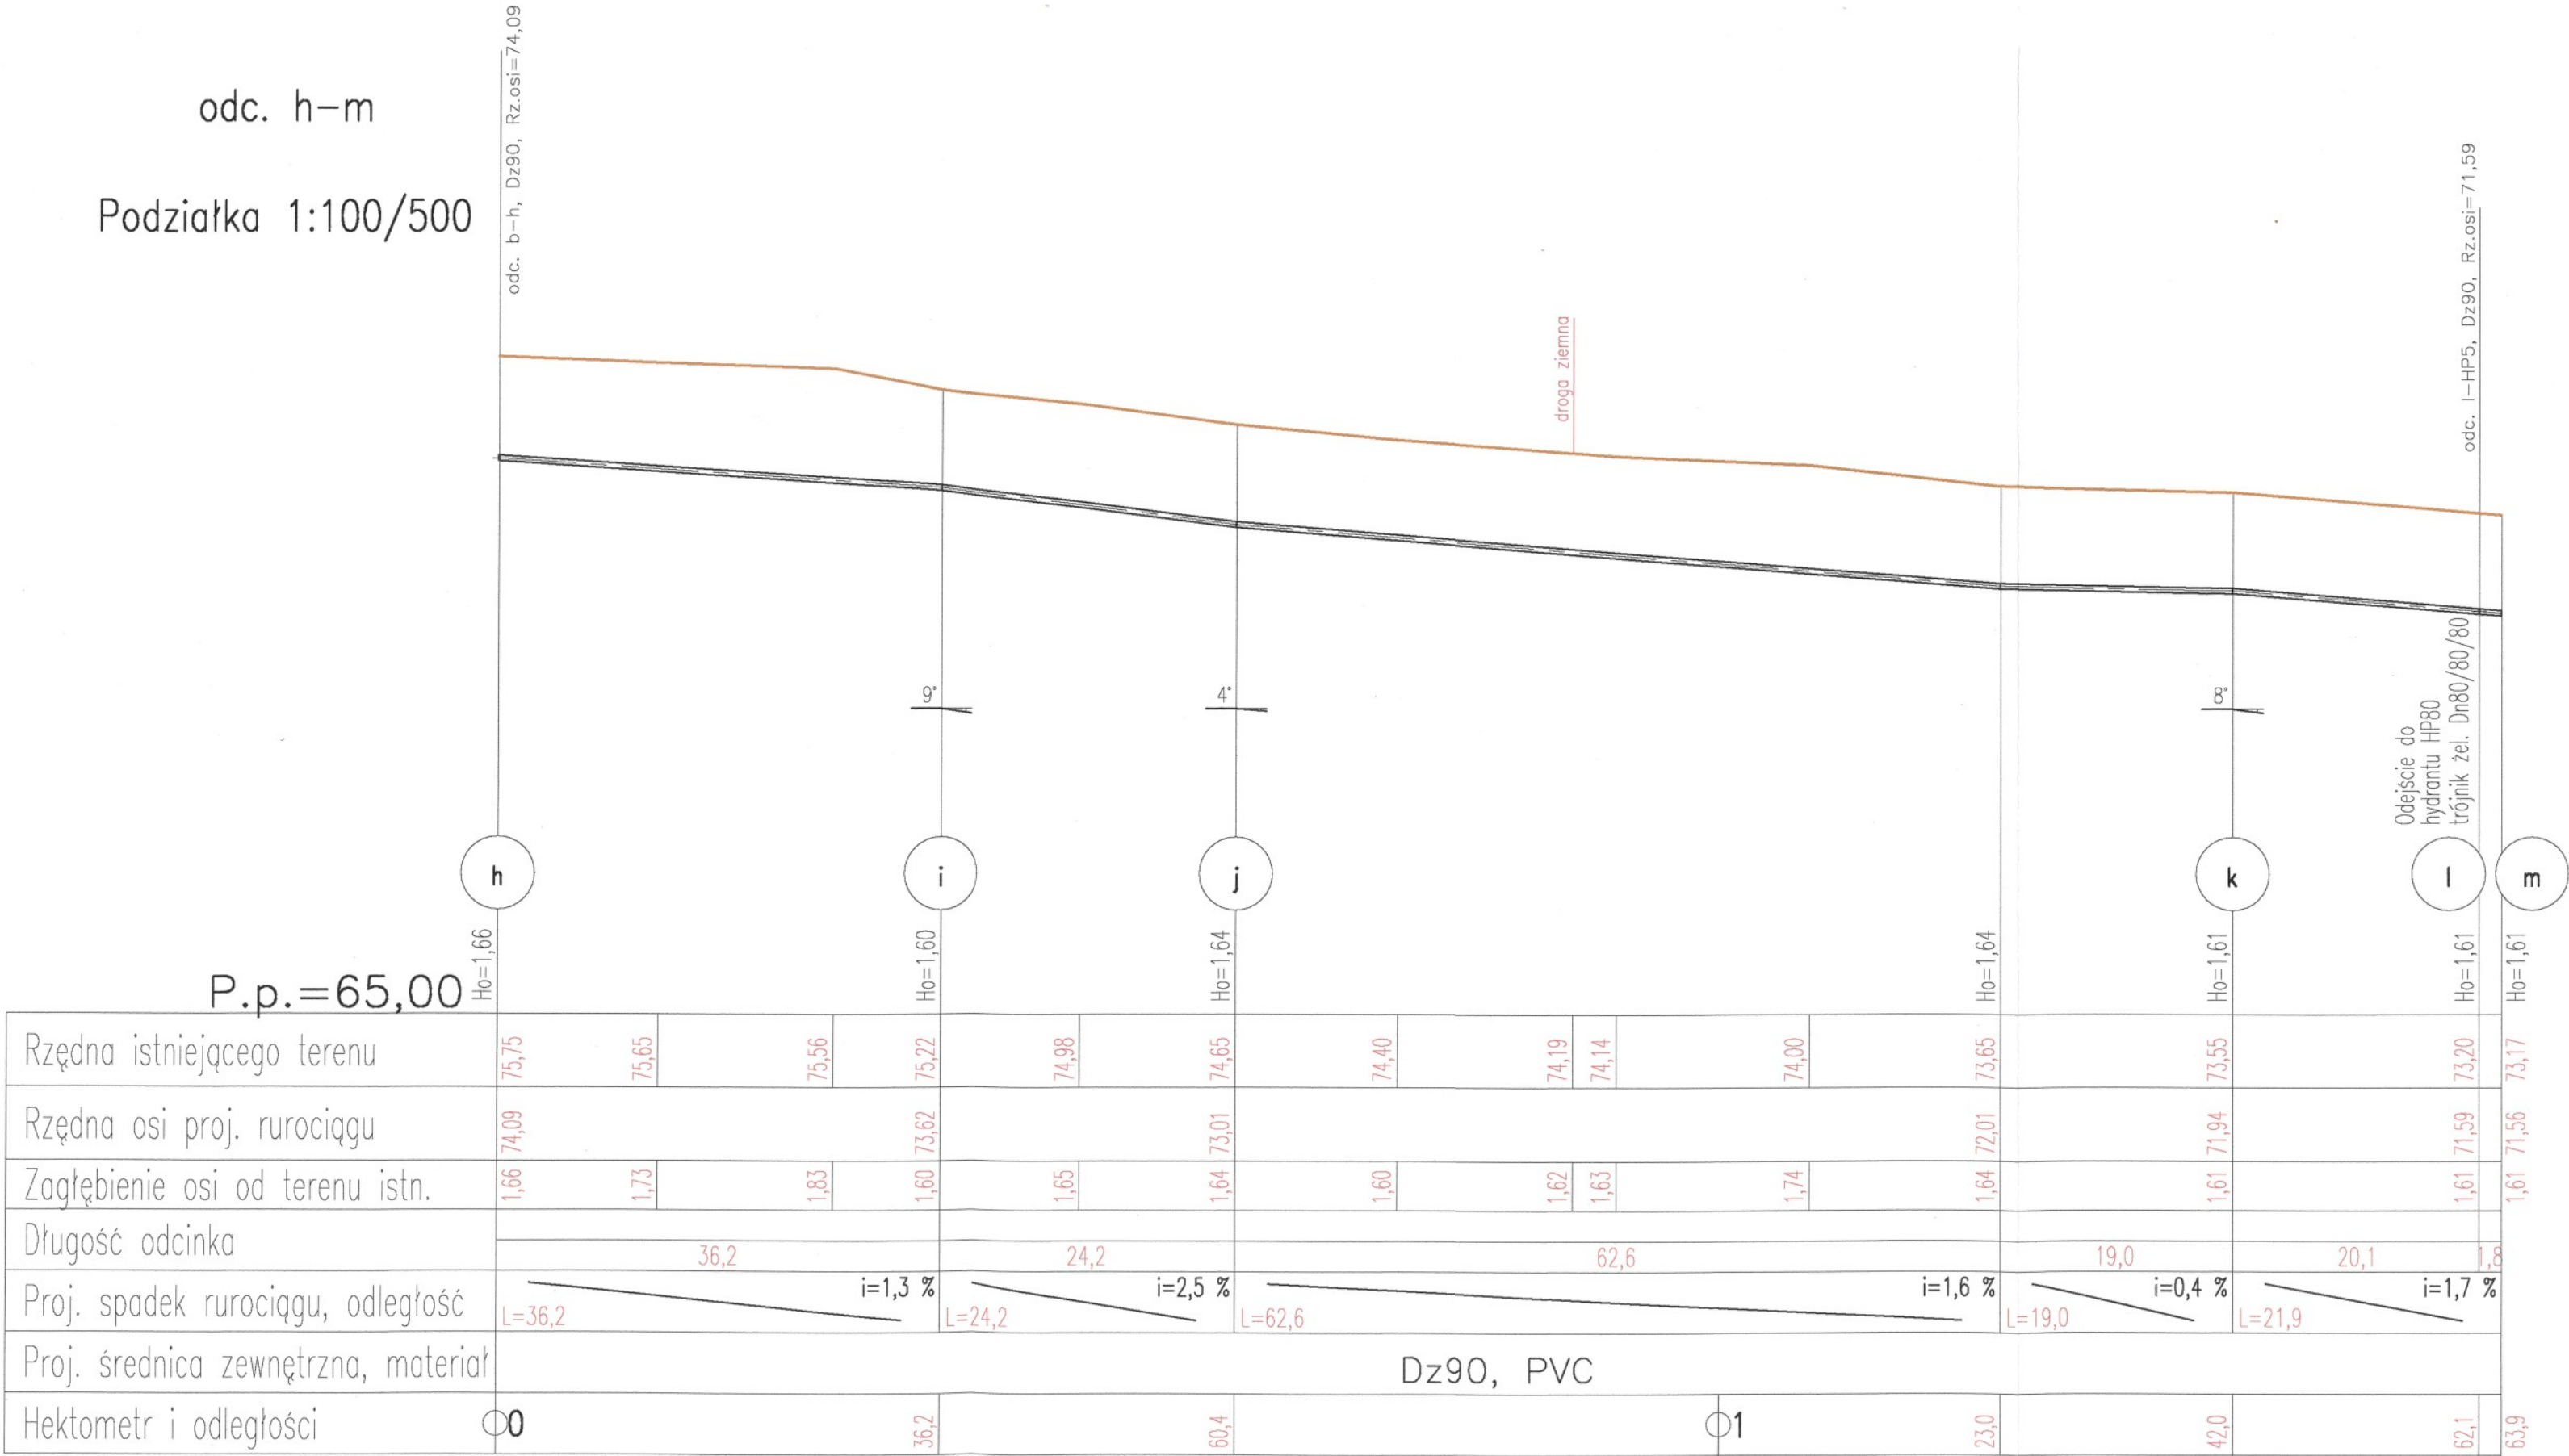 odc. h–m
Podziałka 1:100/500
odc. b–h, Dz90, Rz.osi=74,09
droga ziemna
odc. l–HP5, Dz90, Rz.osi=71,59
9°
4°
8°
Odejście do
hydrantu HP80
trójnik żel. Dn80/80/80
h
i
j
k
l
m
Ho=1,66
Ho=1,60
Ho=1,64
Ho=1,64
Ho=1,61
Ho=1,61
Ho=1,61
P.p.=65,00
Rzędna istniejącego terenu 75,75 75,65 75,56 75,22 74,98 74,65 74,40 74,19 74,14 74,00 73,65 73,55 73,20 73,17
Rzędna osi proj. rurociągu 74,09 73,62 73,01 72,01 71,94 71,59 71,56
Zagłębienie osi od terenu istn. 1,66 1,73 1,83 1,60 1,65 1,64 1,60 1,62 1,63 1,74 1,64 1,61 1,61 1,61
Długość odcinka 36,2 24,2 62,6 19,0 20,1 1,8
Proj. spadek rurociągu, odległość L=36,2 i=1,3 % L=24,2 i=2,5 % L=62,6 i=1,6 % L=19,0 i=0,4 % L=21,9 i=1,7 %
Proj. średnica zewnętrzna, materiał Dz90, PVC
Hektometr i odległości 0 36,2 60,4 1 23,0 42,0 62,1 63,9